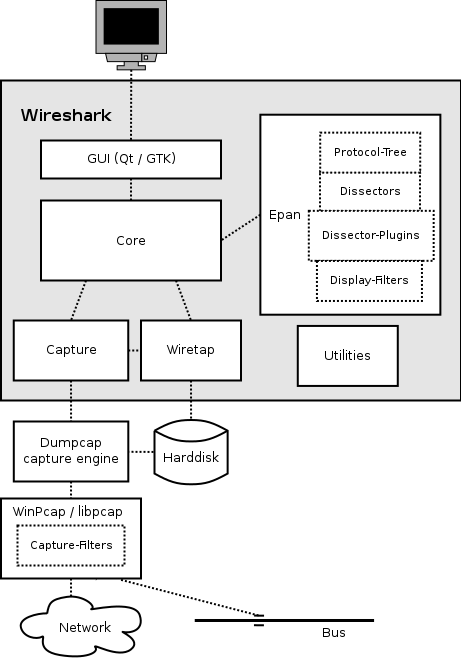 Wireshark
GUI (Qt / GTK)
Core
Epan
Protocol-Tree
Dissectors
Dissector-Plugins
Display-Filters
Capture
Wiretap
Utilities
Dumpcap
capture engine
Harddisk
WinPcap / libpcap
Capture-Filters
Network
Bus